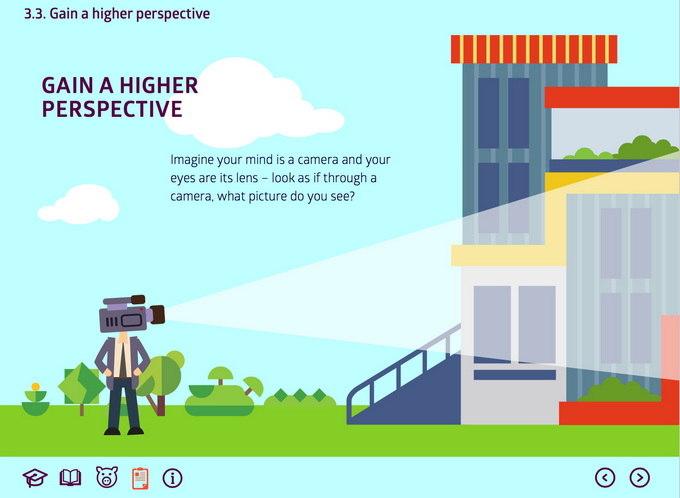 3.3. Gain a higher perspective
GAIN A HIGHER
PERSPECTIVE
Imagine your mind is a camera and your
eyes are its lens – look as if through a
camera, what picture do you see?